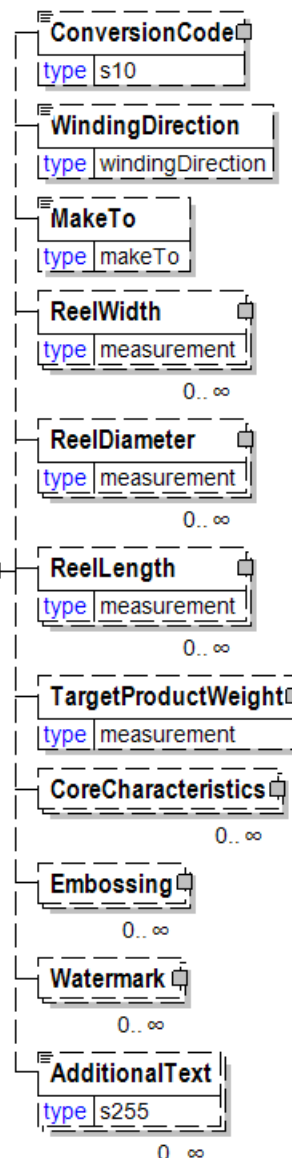 ConversionCode
type s10
WindingDirection
type windingDirection
MakeTo
type makeTo
ReelWidth
type measurement
0.. ∞
ReelDiameter
type measurement
0.. ∞
ReelLength
type measurement
0.. ∞
TargetProductWeight
type measurement
CoreCharacteristics
0.. ∞
Embossing
0.. ∞
Watermark
0.. ∞
AdditionalText
type s255
0.. ∞